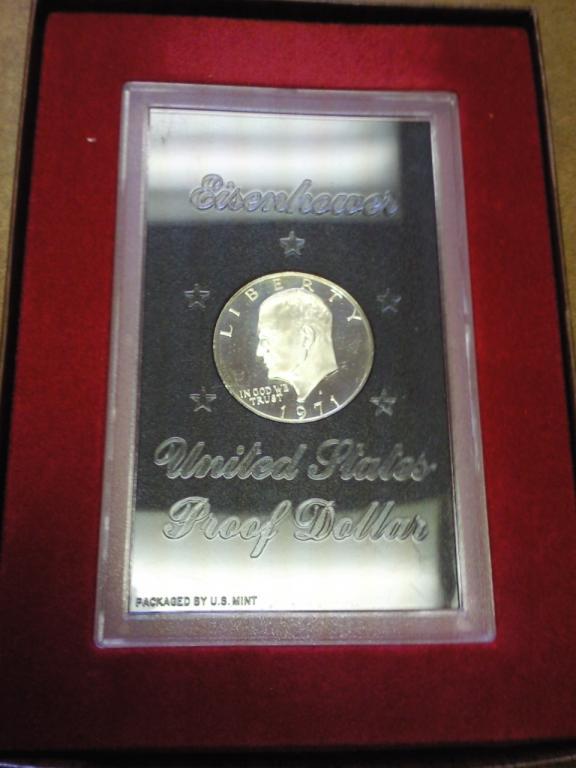 Eisenhower
LIBERTY
IN GOD WE
TRUST
1971
United States
Proof Dollar
PACKAGED BY U.S. MINT